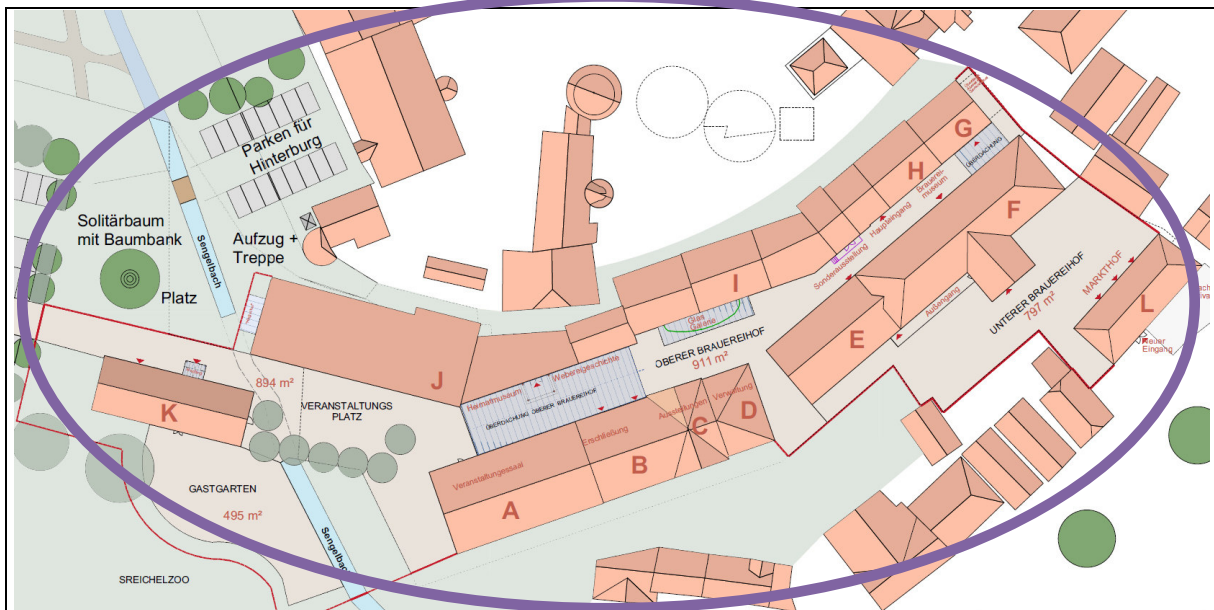 Parken für
Hinterburg
Solitärbaum
mit Baumbank
Aufzug +
Treppe
Platz
Sengelbach
G
ÜBERDACHUNG
H
Brauerei-
museum
Haupteingang
Sonderausstellung
F
I
Glas
Galerie
OBERER BRAUEREIHOF
911 m²
E
Außengang
UNTERER BRAUEREIHOF
797 m²
MARKTHOF
L
Neuer
Eingang
J
Heimatmuseum
Webereigeschichte
ÜBERDACHUNG OBERER BRAUEREIHOF
Ausstellungen
Verwaltung
C
D
Erschließung
B
Veranstaltungssaal
A
K
894 m²
VERANSTALTUNGS
PLATZ
GASTGARTEN
495 m²
Sengelbach
SREICHELZOO